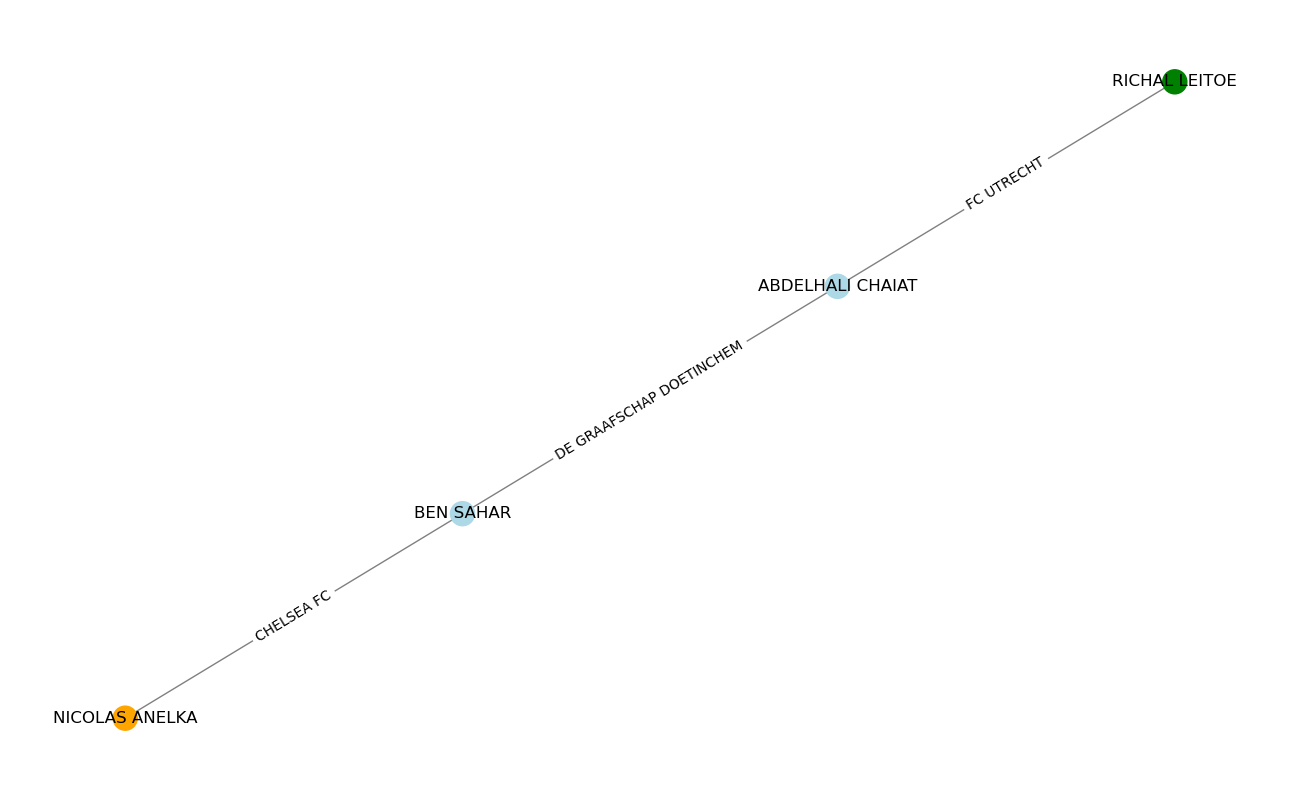 RICHAL LEITOE
FC UTRECHT
ABDELHALI CHAIAT
DE GRAAFSCHAP DOETINCHEM
BEN SAHAR
CHELSEA FC
NICOLAS ANELKA